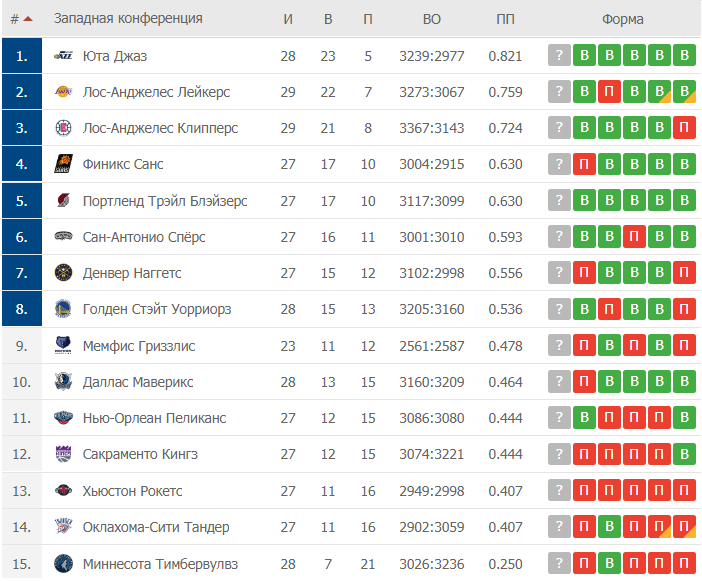 # Западная конференция И В П ВО ПП Форма
1. Юта Джаз 28 23 5 3239:2977 0.821 ? В В В В В
2. Лос-Анджелес Лейкерс 29 22 7 3273:3067 0.759 ? В П В В В
3. Лос-Анджелес Клипперс 29 21 8 3367:3143 0.724 ? В В В В П
4. Финикс Санс 27 17 10 3004:2915 0.630 ? П В В В В
5. Портленд Трэйл Блэйзерс 27 17 10 3117:3099 0.630 ? В В В В В
6. Сан-Антонио Спёрс 27 16 11 3001:3010 0.593 ? В В П В В
7. Денвер Наггетс 27 15 12 3102:2998 0.556 ? П В В В П
8. Голден Стэйт Уорриорз 28 15 13 3205:3160 0.536 ? В П В В П
9. Мемфис Гриззлис 23 11 12 2561:2587 0.478 ? П В П В П
10. Даллас Маверикс 28 13 15 3160:3209 0.464 ? П В В В В
11. Нью-Орлеан Пеликанс 27 12 15 3086:3080 0.444 ? В П П П В
12. Сакраменто Кингз 27 12 15 3074:3221 0.444 ? П П П П В
13. Хьюстон Рокетс 27 11 16 2949:2998 0.407 ? П П П П П
14. Оклахома-Сити Тандер 27 11 16 2902:3059 0.407 ? П В П П П
15. Миннесота Тимбервулвз 28 7 21 3026:3236 0.250 ? П В П П П